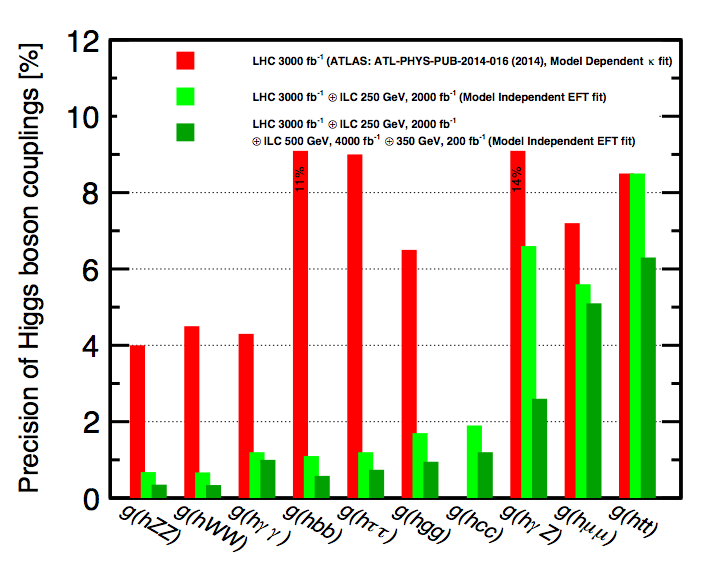 Precision of Higgs boson couplings [%]
12
10
8
6
4
2
0
LHC 3000 fb⁻¹ (ATLAS: ATL-PHYS-PUB-2014-016 (2014), Model Dependent κ fit)
LHC 3000 fb⁻¹ ⊕ ILC 250 GeV, 2000 fb⁻¹ (Model Independent EFT fit)
LHC 3000 fb⁻¹ ⊕ ILC 250 GeV, 2000 fb⁻¹
⊕ ILC 500 GeV, 4000 fb⁻¹ ⊕ 350 GeV, 200 fb⁻¹ (Model Independent EFT fit)
11%
14%
g(hZZ)
g(hWW)
g(hγγ)
g(hbb)
g(hττ)
g(hgg)
g(hcc)
g(hγZ)
g(hμμ)
g(htt)